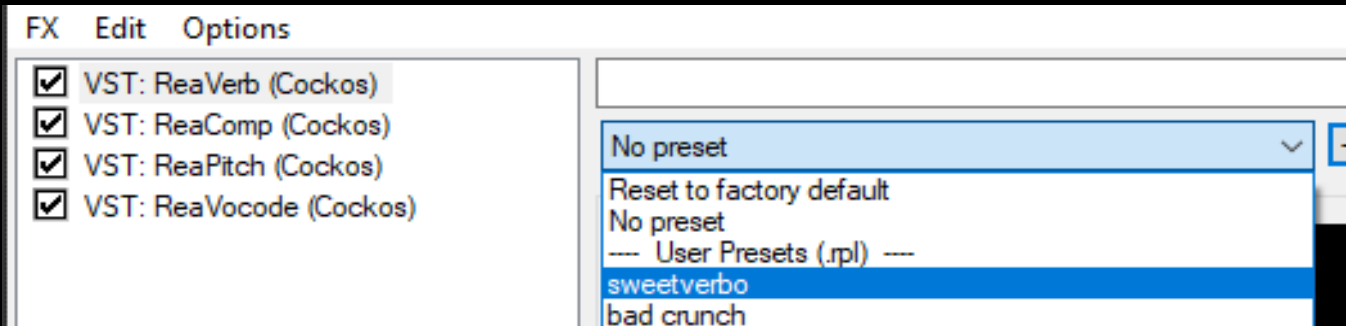 FX Edit Options
VST: ReaVerb (Cockos)
VST: ReaComp (Cockos)
VST: ReaPitch (Cockos)
VST: ReaVocode (Cockos)
No preset
Reset to factory default
No preset
---- User Presets (.rpl) ----
sweetverbo
bad crunch